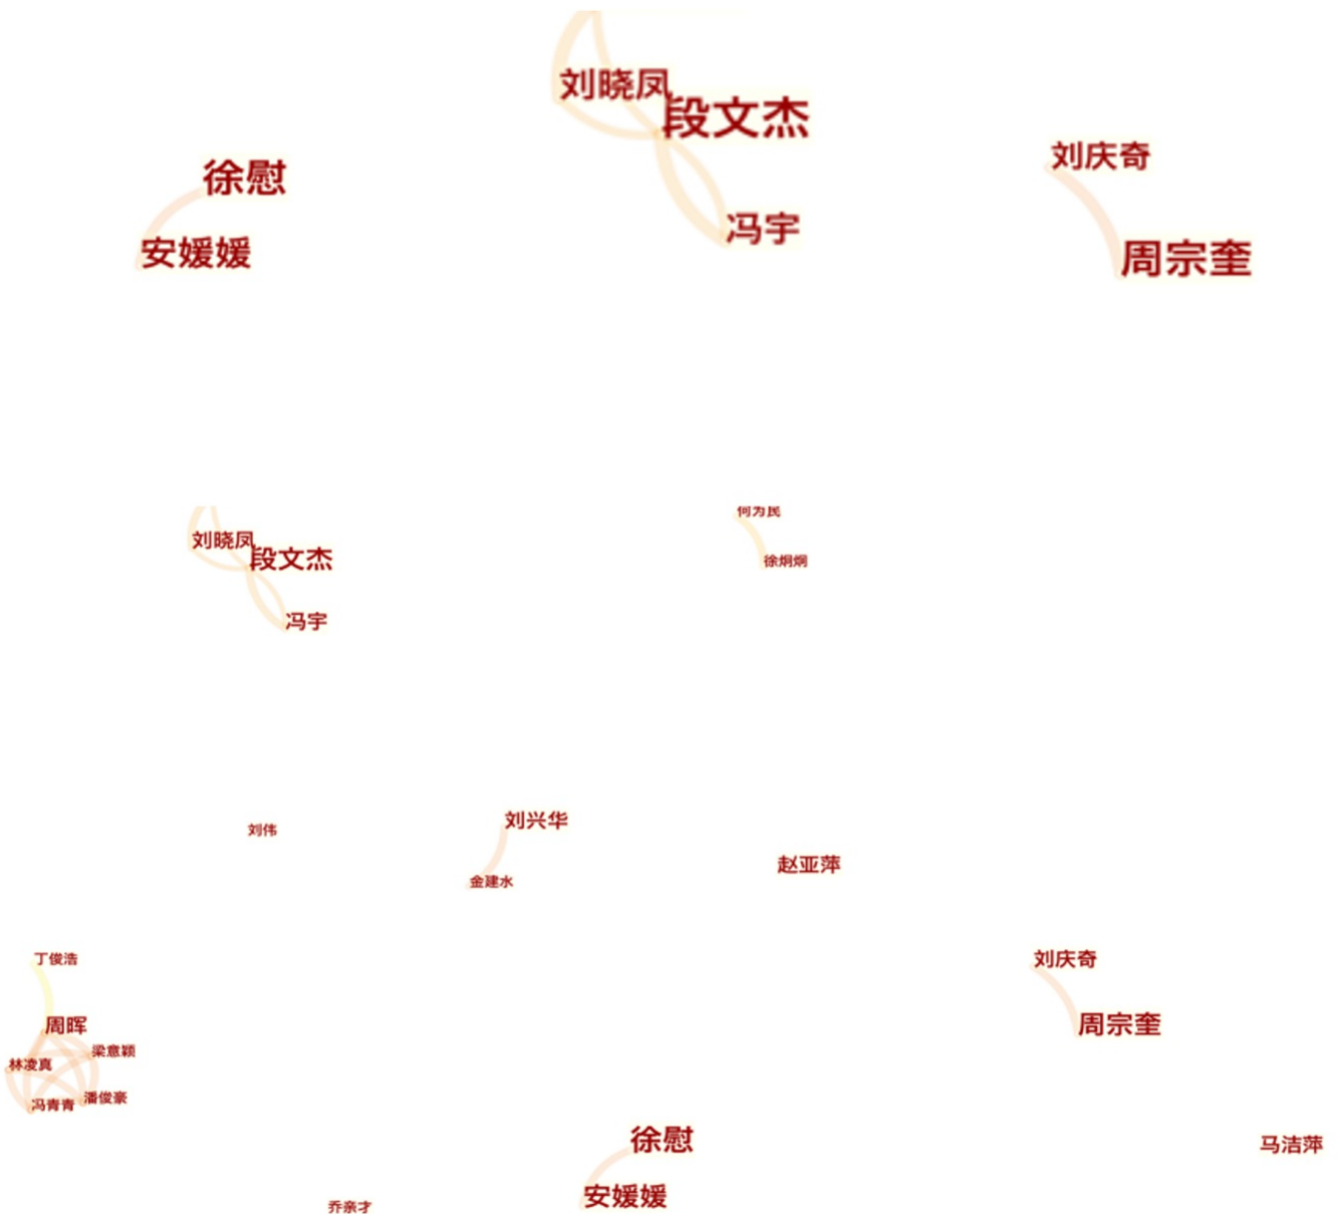 刘晓凤
段文杰
刘庆奇
徐慰
冯宇
安媛媛
周宗奎
何为民
刘晓凤
段文杰
徐炯炯
冯宇
刘兴华
刘伟
赵亚萍
金建水
丁俊浩
刘庆奇
周晖
周宗奎
梁意颖
林凌真
潘俊豪
冯青青
徐慰
马洁萍
安媛媛
乔亲才